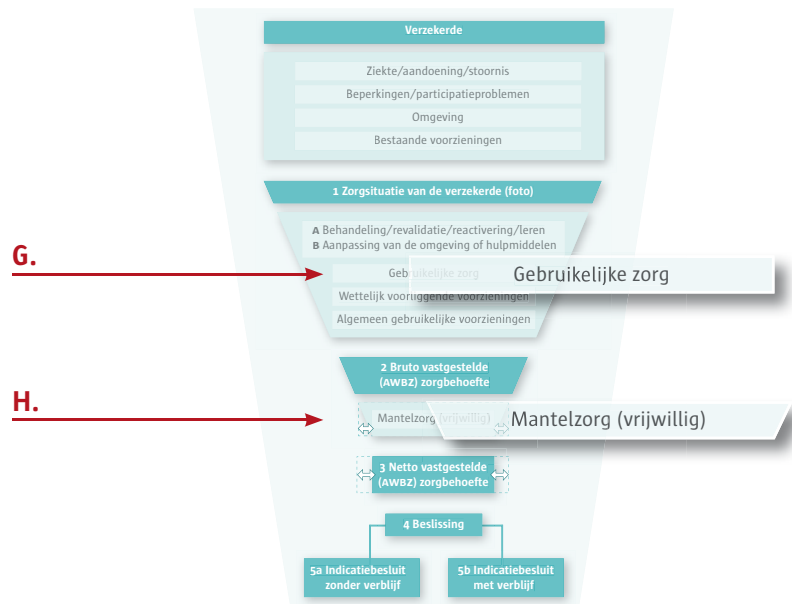 Verzekerde
Ziekte/aandoening/stoornis
Beperkingen/participatieproblemen
Omgeving
Bestaande voorzieningen
1 Zorgsituatie van de verzekerde (foto)
A Behandeling/revalidatie/reactivering/leren
B Aanpassing van de omgeving of hulpmiddelen
G.
Gebruikelijke zorg
Gebruikelijke zorg
Wettelijk voorliggende voorzieningen
Algemeen gebruikelijke voorzieningen
2 Bruto vastgestelde
(AWBZ) zorgbehoefte
H.
Mantelzorg (vrijwillig)
Mantelzorg (vrijwillig)
3 Netto vastgestelde
(AWBZ) zorgbehoefte
4 Beslissing
5a Indicatiebesluit
zonder verblijf
5b Indicatiebesluit
met verblijf